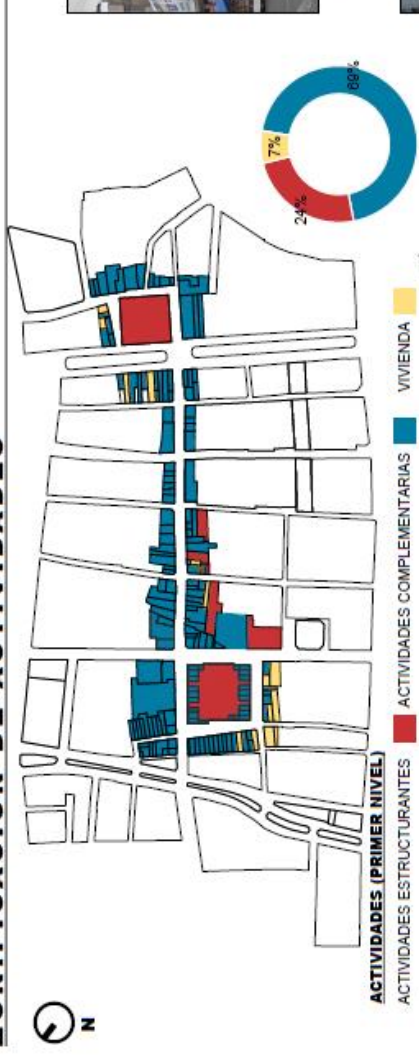 N
24%
7%
69%
ACTIVIDADES (PRIMER NIVEL)
ACTIVIDADES ESTRUCTURANTES
ACTIVIDADES COMPLEMENTARIAS
VIVIENDA